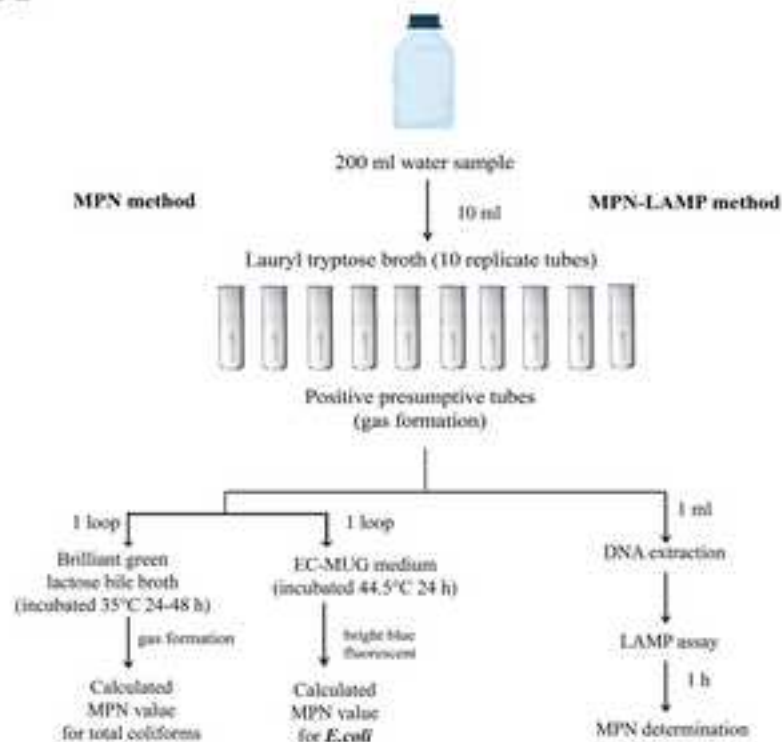 200 ml water sample
MPN method
MPN-LAMP method
10 ml
Lauryl tryptose broth (10 replicate tubes)
Positive presumptive tubes
(gas formation)
1 loop
1 loop
1 ml
Brilliant green
lactose bile broth
(incubated 35°C 24-48 h)
EC-MUG medium
(incubated 44.5°C 24 h)
DNA extraction
gas formation
bright blue
fluorescent
LAMP assay
1 h
Calculated
MPN value
for total coliforms
Calculated
MPN value
for E.coli
MPN determination